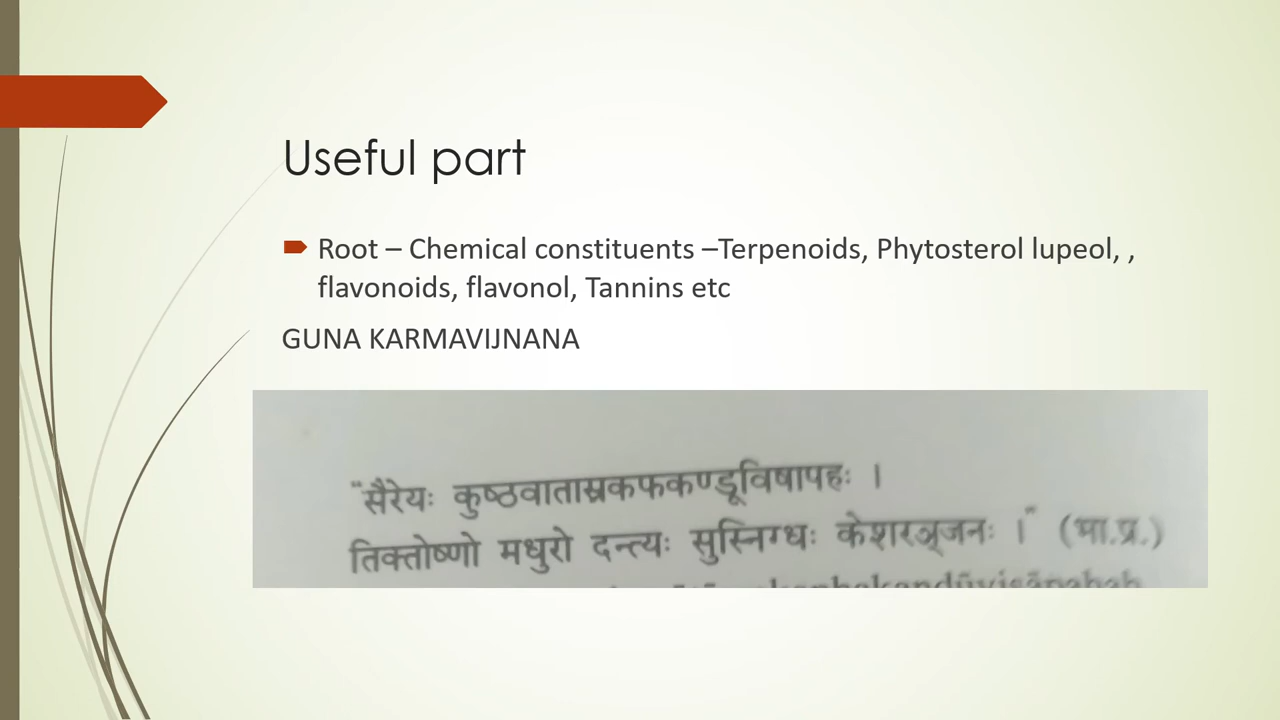 Useful part
Root – Chemical constituents –Terpenoids, Phytosterol lupeol, ,
flavonoids, flavonol, Tannins etc
GUNA KARMAVIJNANA
"सैरेयः कुष्ठवातास्रकफकण्डूविषापहः ।
तिक्तोष्णो मधुरो दन्त्यः सुस्निग्धः केशरञ्जनः ।" (भा.प्र.)